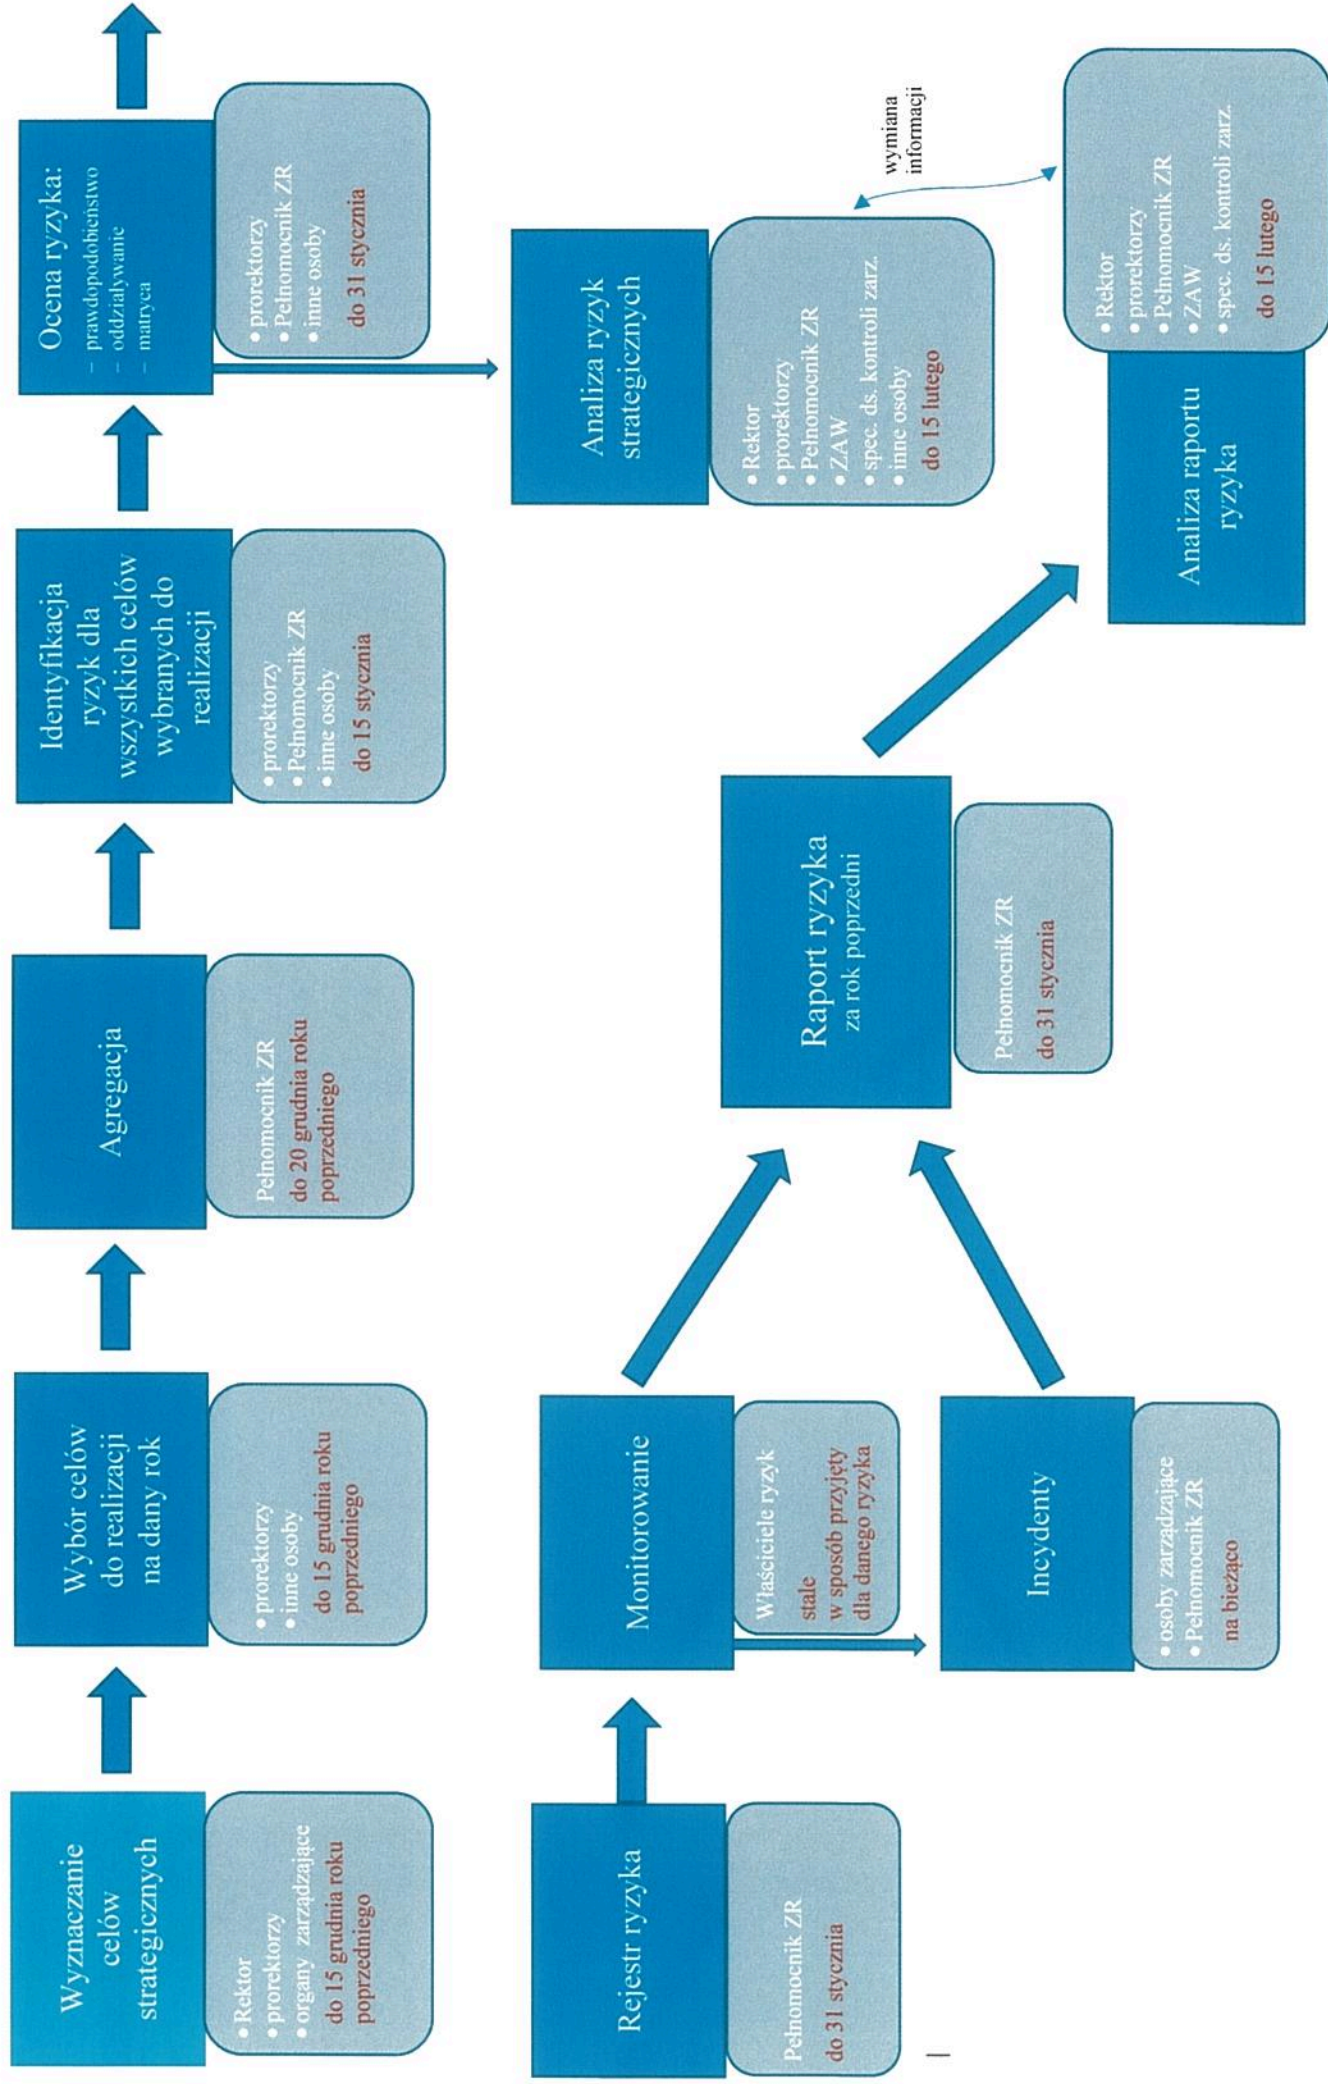 Wyznaczanie
celów
strategicznych
• Rektor
• prorektorzy
• organy zarządzające
do 15 grudnia roku
poprzedniego
Wybór celów
do realizacji
na dany rok
• prorektorzy
• inne osoby
do 15 grudnia roku
poprzedniego
Agregacja
Pełnomocnik ZR
do 20 grudnia roku
poprzedniego
Identyfikacja
ryzyk dla
wszystkich celów
wybranych do
realizacji
• prorektorzy
• Pełnomocnik ZR
• inne osoby
do 15 stycznia
Ocena ryzyka:
– prawdopodobieństwo
– oddziaływanie
– matryca
• prorektorzy
• Pełnomocnik ZR
• inne osoby
do 31 stycznia
Rejestr ryzyka
Pełnomocnik ZR
do 31 stycznia
Monitorowanie
Właściciele ryzyk
stale
w sposób przyjęty
dla danego ryzyka
Incydenty
• osoby zarządzające
• Pełnomocnik ZR
na bieżąco
Raport ryzyka
za rok poprzedni
Pełnomocnik ZR
do 31 stycznia
Analiza ryzyk
strategicznych
• Rektor
• prorektorzy
• Pełnomocnik ZR
• ZAW
• spec. ds. kontroli zarz.
• inne osoby
do 15 lutego
wymiana
informacji
Analiza raportu
ryzyka
• Rektor
• prorektorzy
• Pełnomocnik ZR
• ZAW
• spec. ds. kontroli zarz.
do 15 lutego